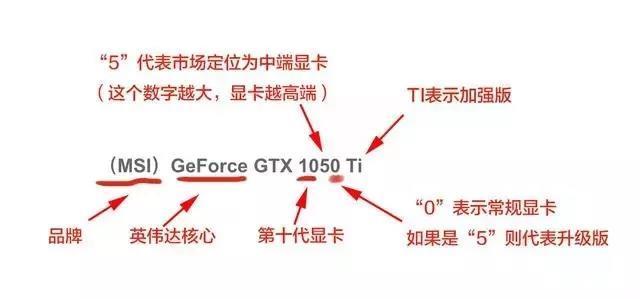 “5”代表市场定位为中端显卡
（这个数字越大，显卡越高端）
TI表示加强版
（MSI）GeForce GTX 1050 Ti
品牌
英伟达核心
第十代显卡
“0”表示常规显卡
如果是“5”则代表升级版